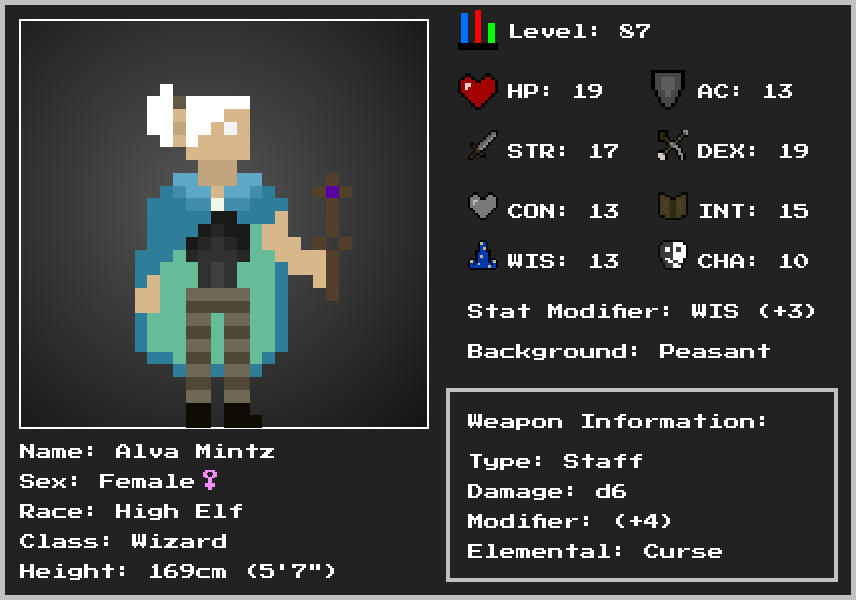 Level: 87
HP: 19 AC: 13
STR: 17 DEX: 19
CON: 13 INT: 15
WIS: 13 CHA: 10
Stat Modifier: WIS (+3)
Background: Peasant
Weapon Information:
Type: Staff
Damage: d6
Modifier: (+4)
Elemental: Curse
Name: Alva Mintz
Sex: Female♀
Race: High Elf
Class: Wizard
Height: 169cm (5'7")